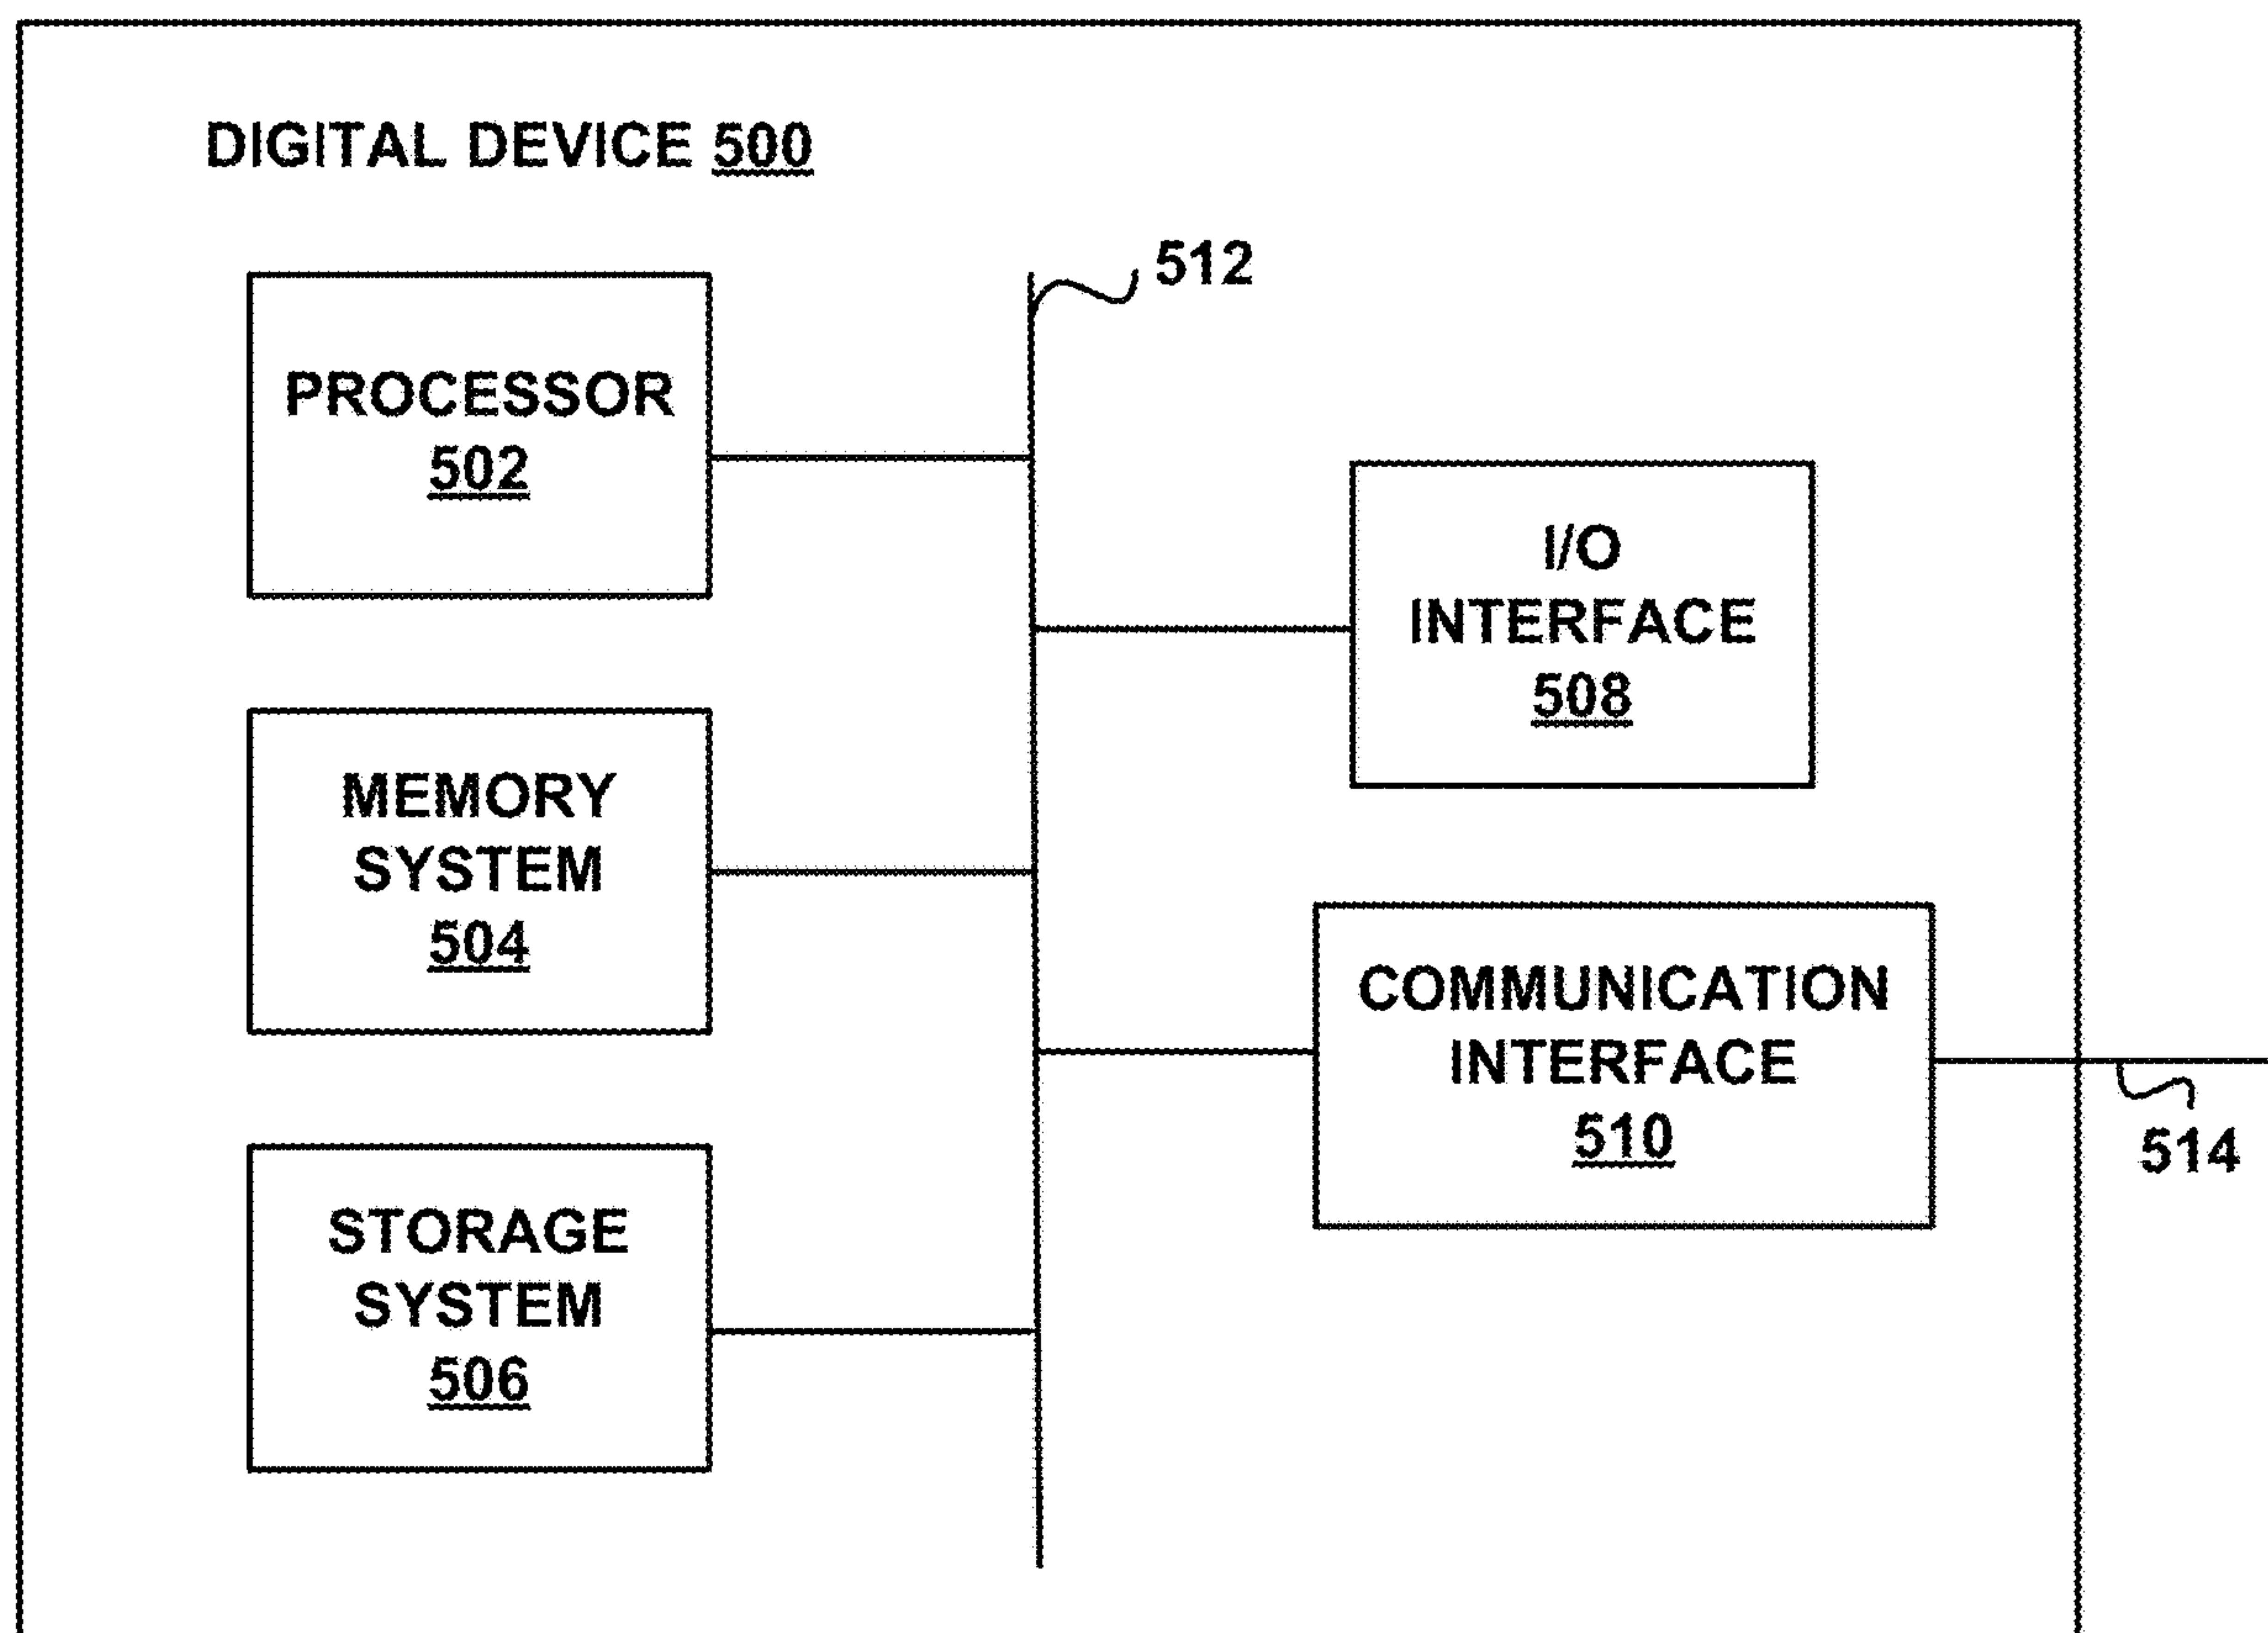 DIGITAL DEVICE 500
512
PROCESSOR
502
I/O
INTERFACE
508
MEMORY
SYSTEM
504
COMMUNICATION
INTERFACE
510
514
STORAGE
SYSTEM
506